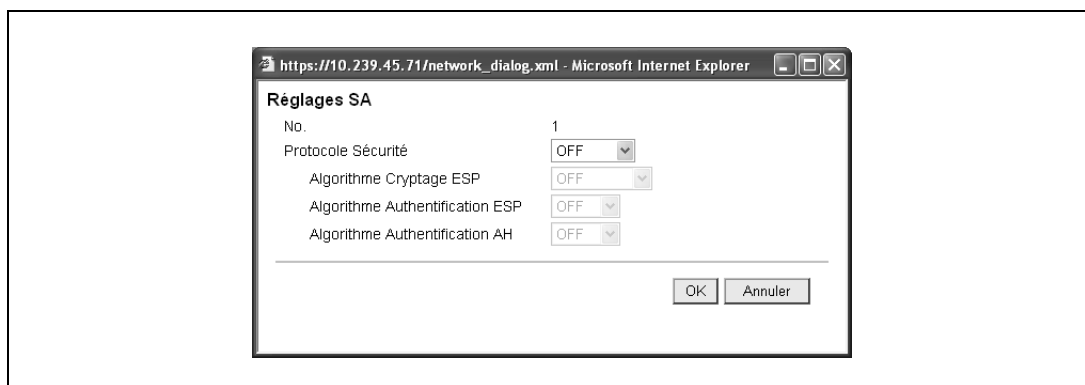 https://10.239.45.71/network_dialog.xml - Microsoft Internet Explorer
Réglages SA
No. 1
Protocole Sécurité OFF
Algorithme Cryptage ESP OFF
Algorithme Authentification ESP OFF
Algorithme Authentification AH OFF
OK Annuler